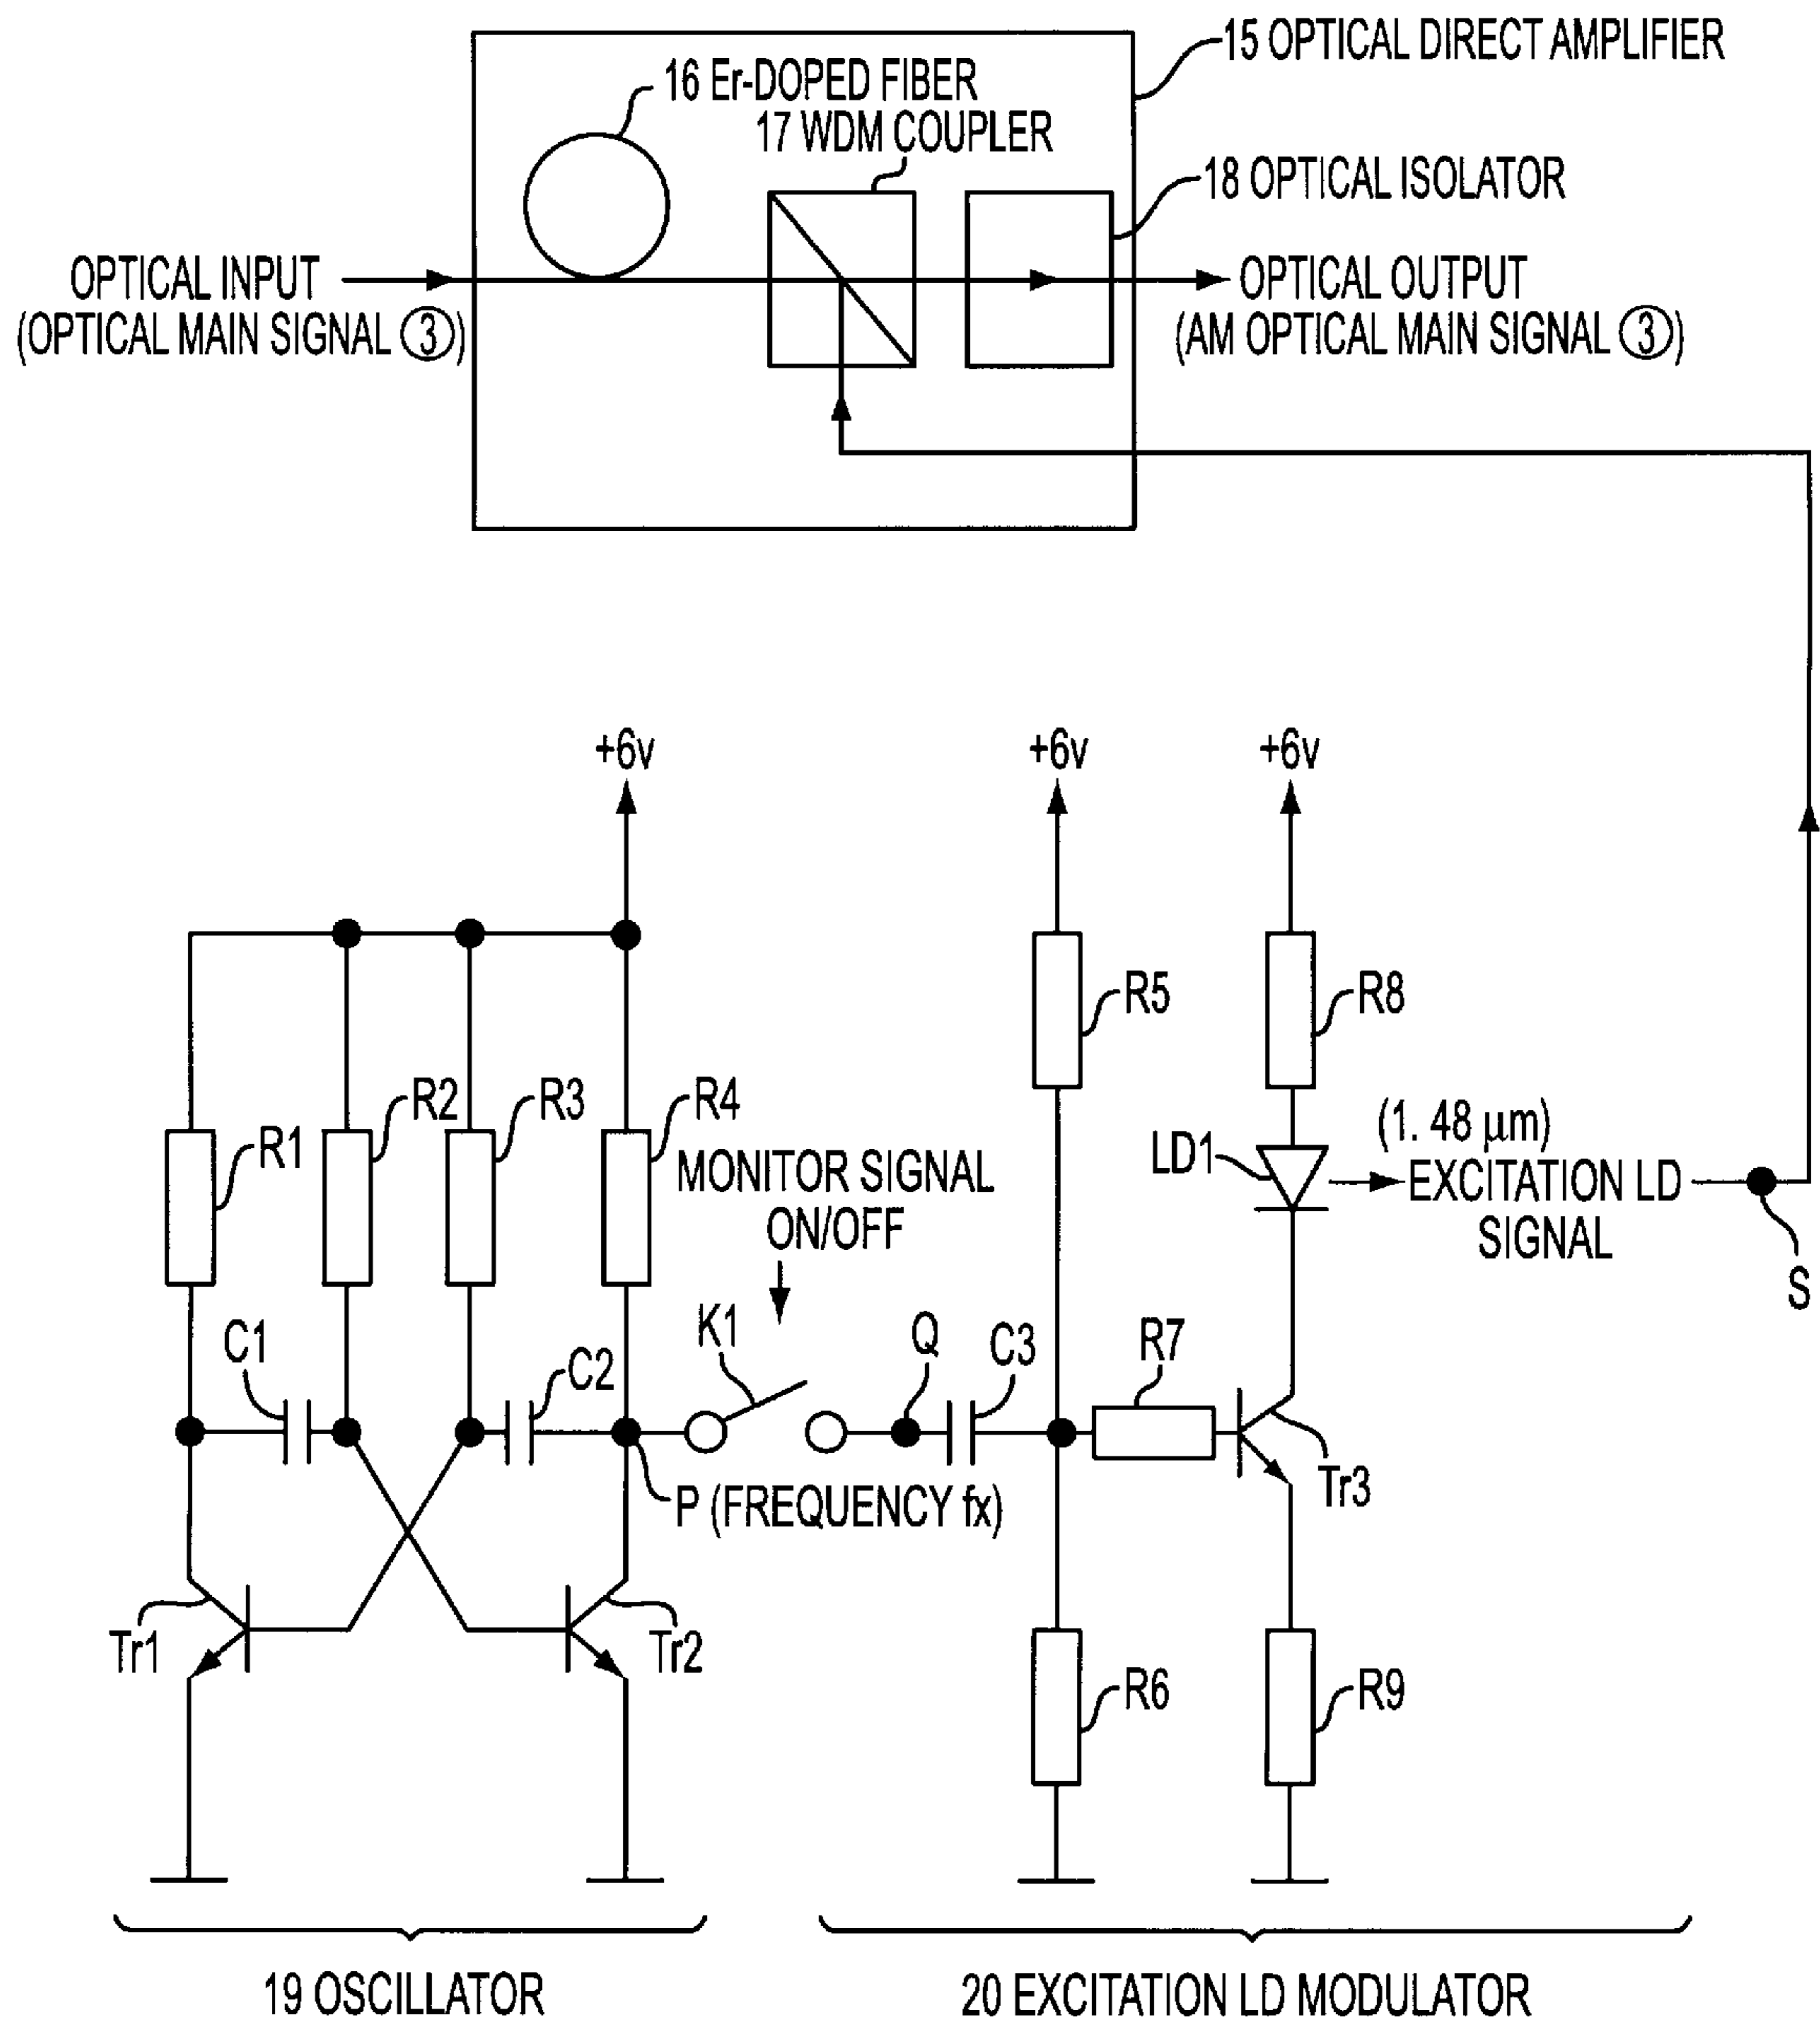 15 OPTICAL DIRECT AMPLIFIER
16 Er-DOPED FIBER
17 WDM COUPLER
18 OPTICAL ISOLATOR
OPTICAL INPUT
(OPTICAL MAIN SIGNAL ③)
OPTICAL OUTPUT
(AM OPTICAL MAIN SIGNAL ③)
+6v
+6v
+6v
R5
R8
R1
R2
R3
R4
MONITOR SIGNAL
ON/OFF
LD1
(1. 48 μm)
EXCITATION LD
SIGNAL
S
C1
C2
K1
Q
C3
R7
P (FREQUENCY fx)
Tr3
Tr1
Tr2
R6
R9
19 OSCILLATOR
20 EXCITATION LD MODULATOR